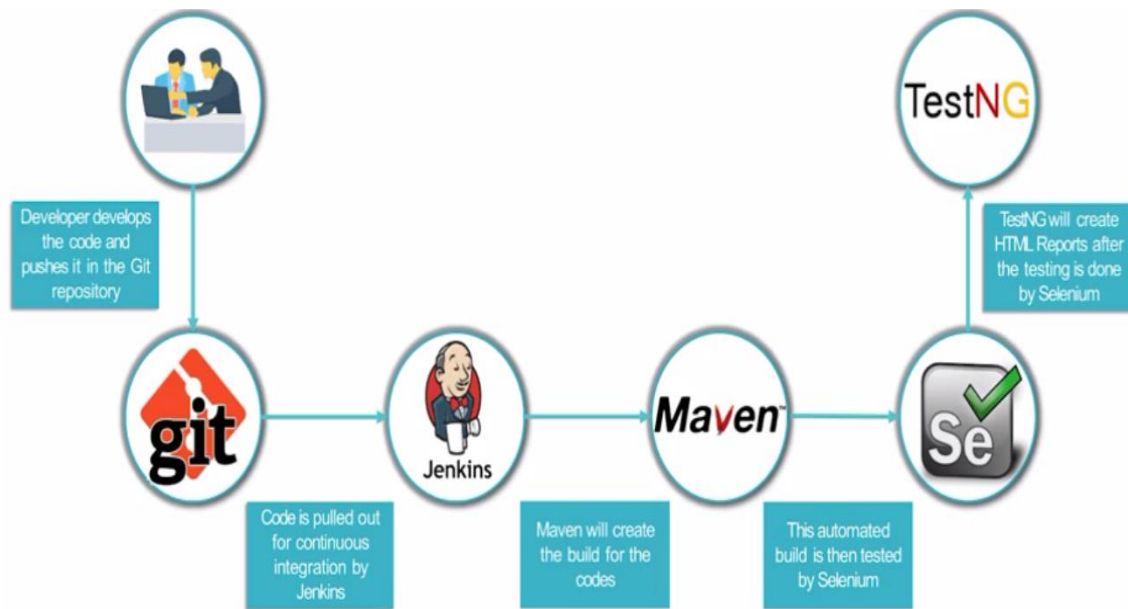 TestNG
Developer develops
the code and
pushes it in the Git
repository
TestNG will create
HTML Reports after
the testing is done
by Selenium
git
Jenkins
Maven™
Se
Code is pulled out
for continuous
integration by
Jenkins
Maven will create
the build for the
codes
This automated
build is then tested
by Selenium